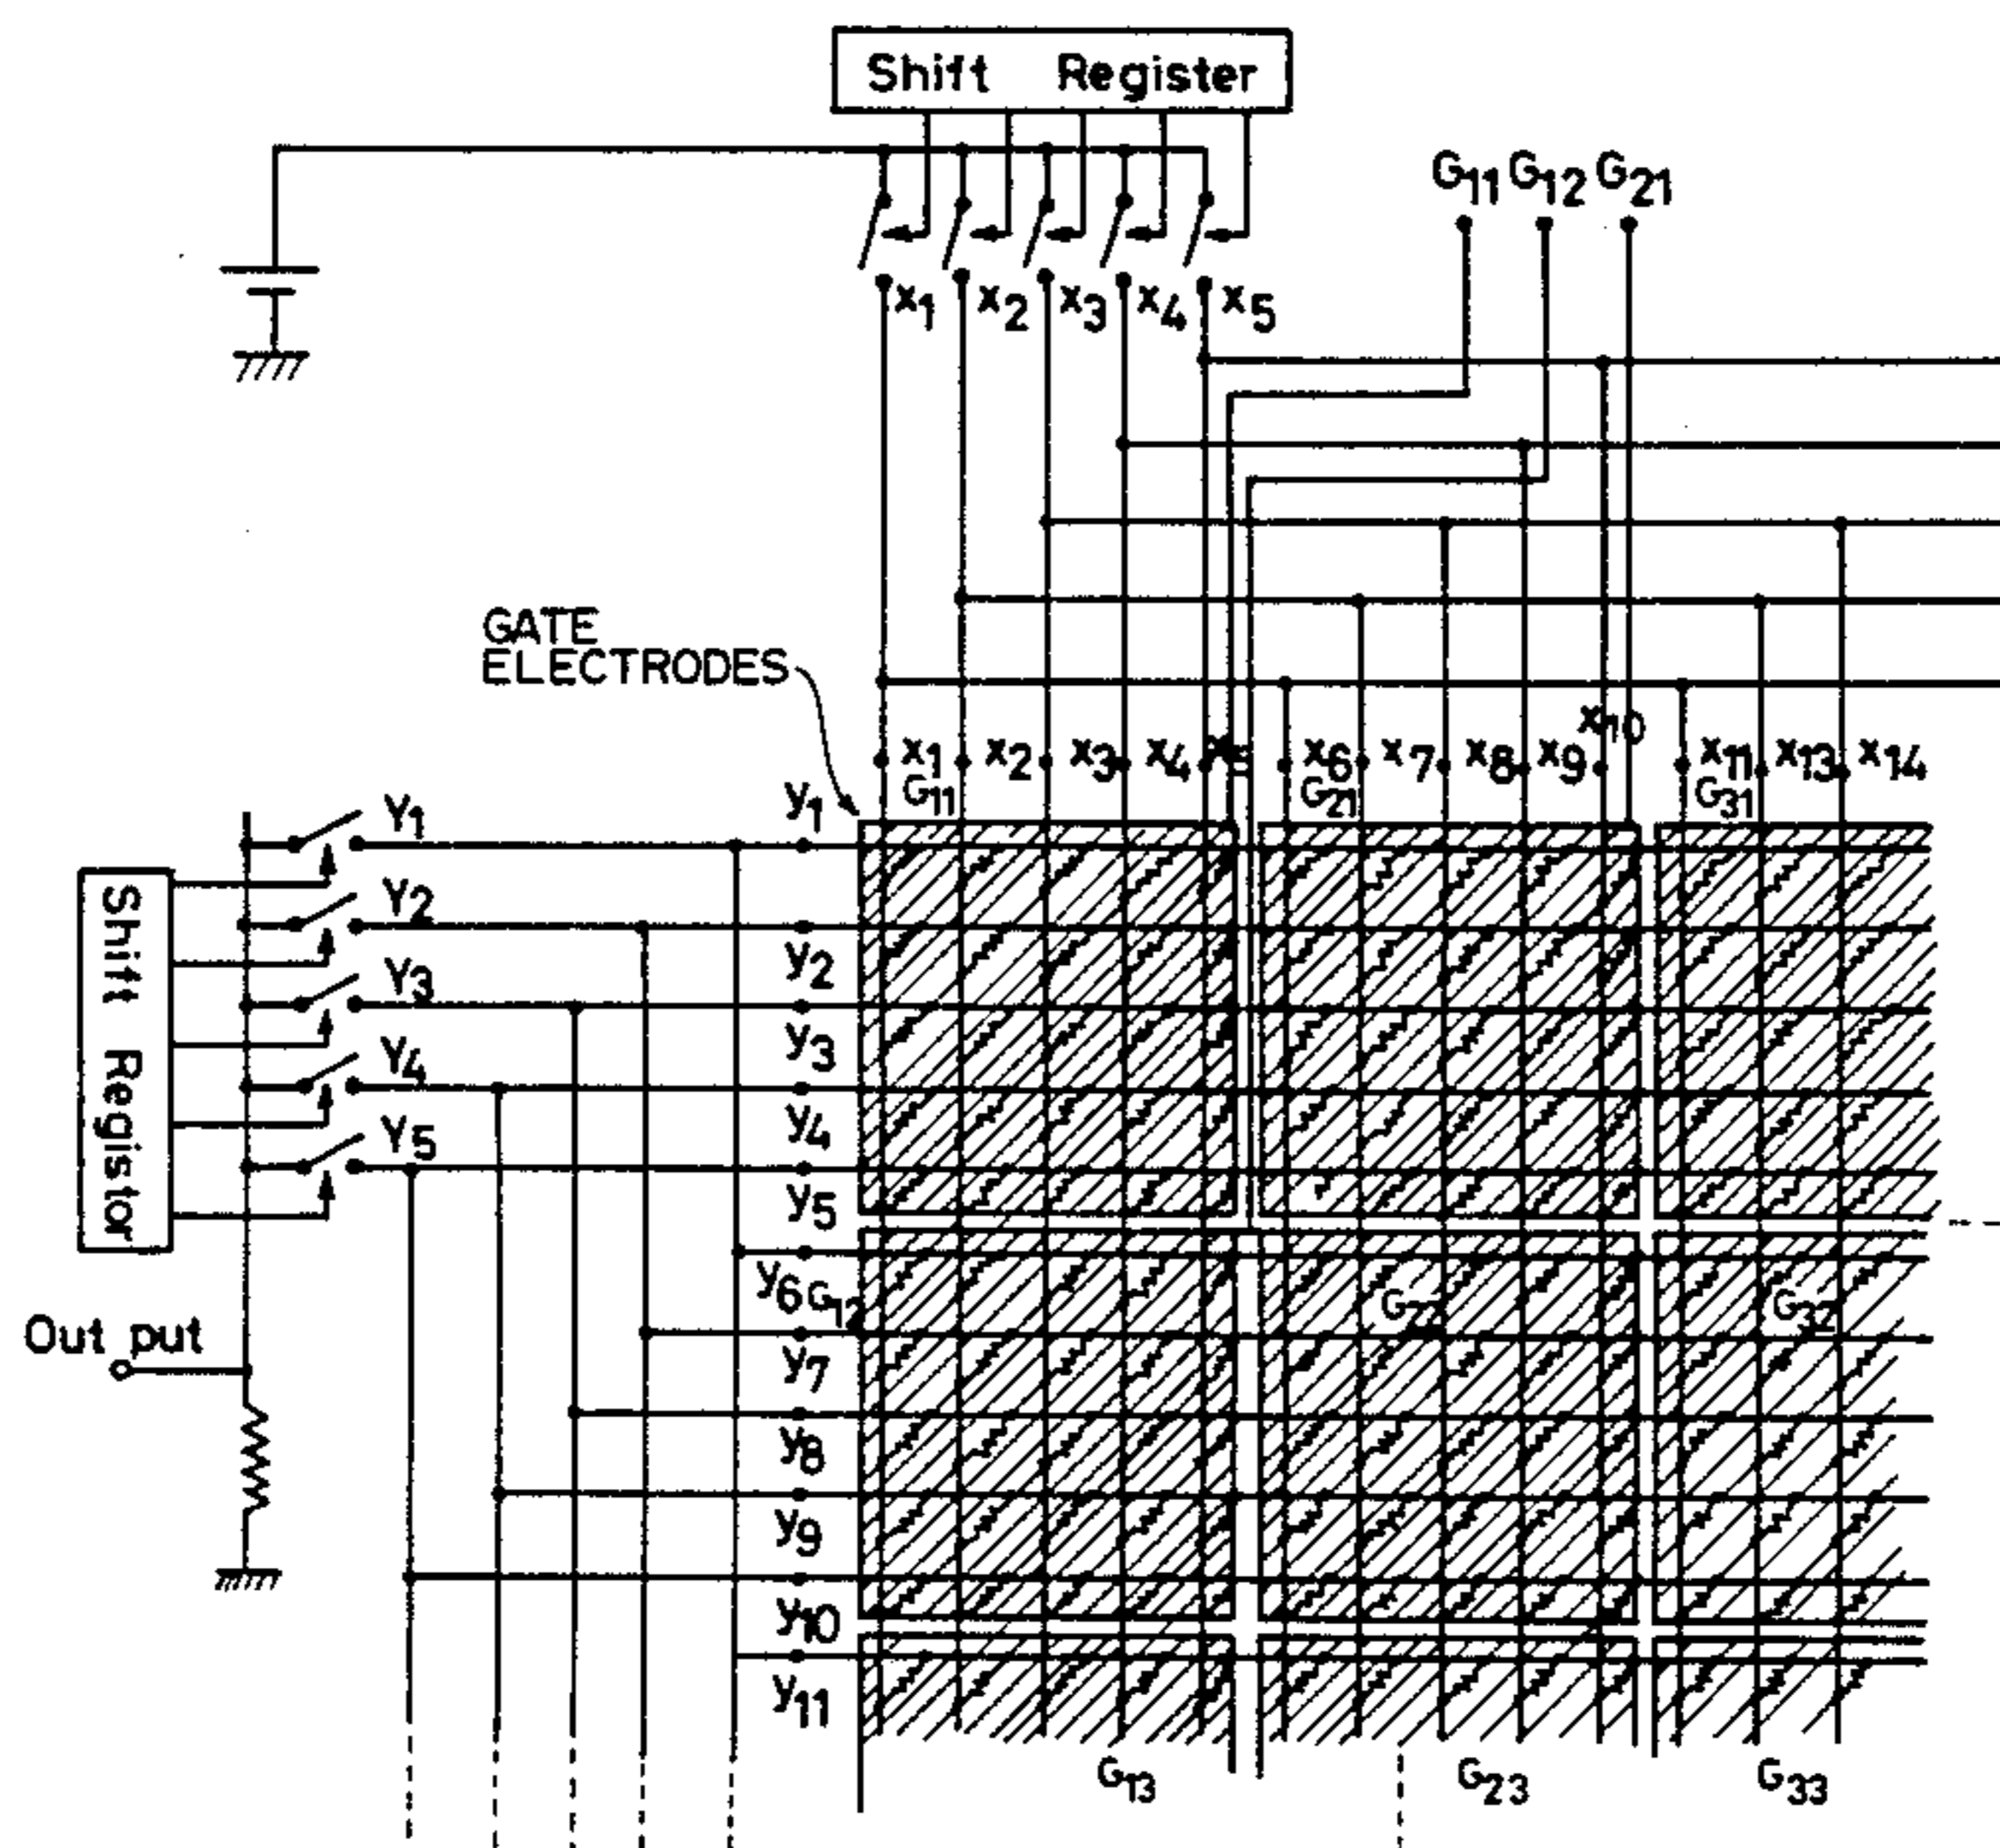 Shift Register
G11 G12 G21
x1 x2 x3 x4 x5
GATE
ELECTRODES
x10
x1 x2 x3 x4 x5 x6 x7 x8 x9 x11 x13 x14
G11 G21 G31
Y1 y1
Y2 y2
Y3 y3
Y4 y4
Y5 y5
Shift Registor
y6 G12 G22 G32
Out put
y7
y8
y9
y10
y11
G13 G23 G33